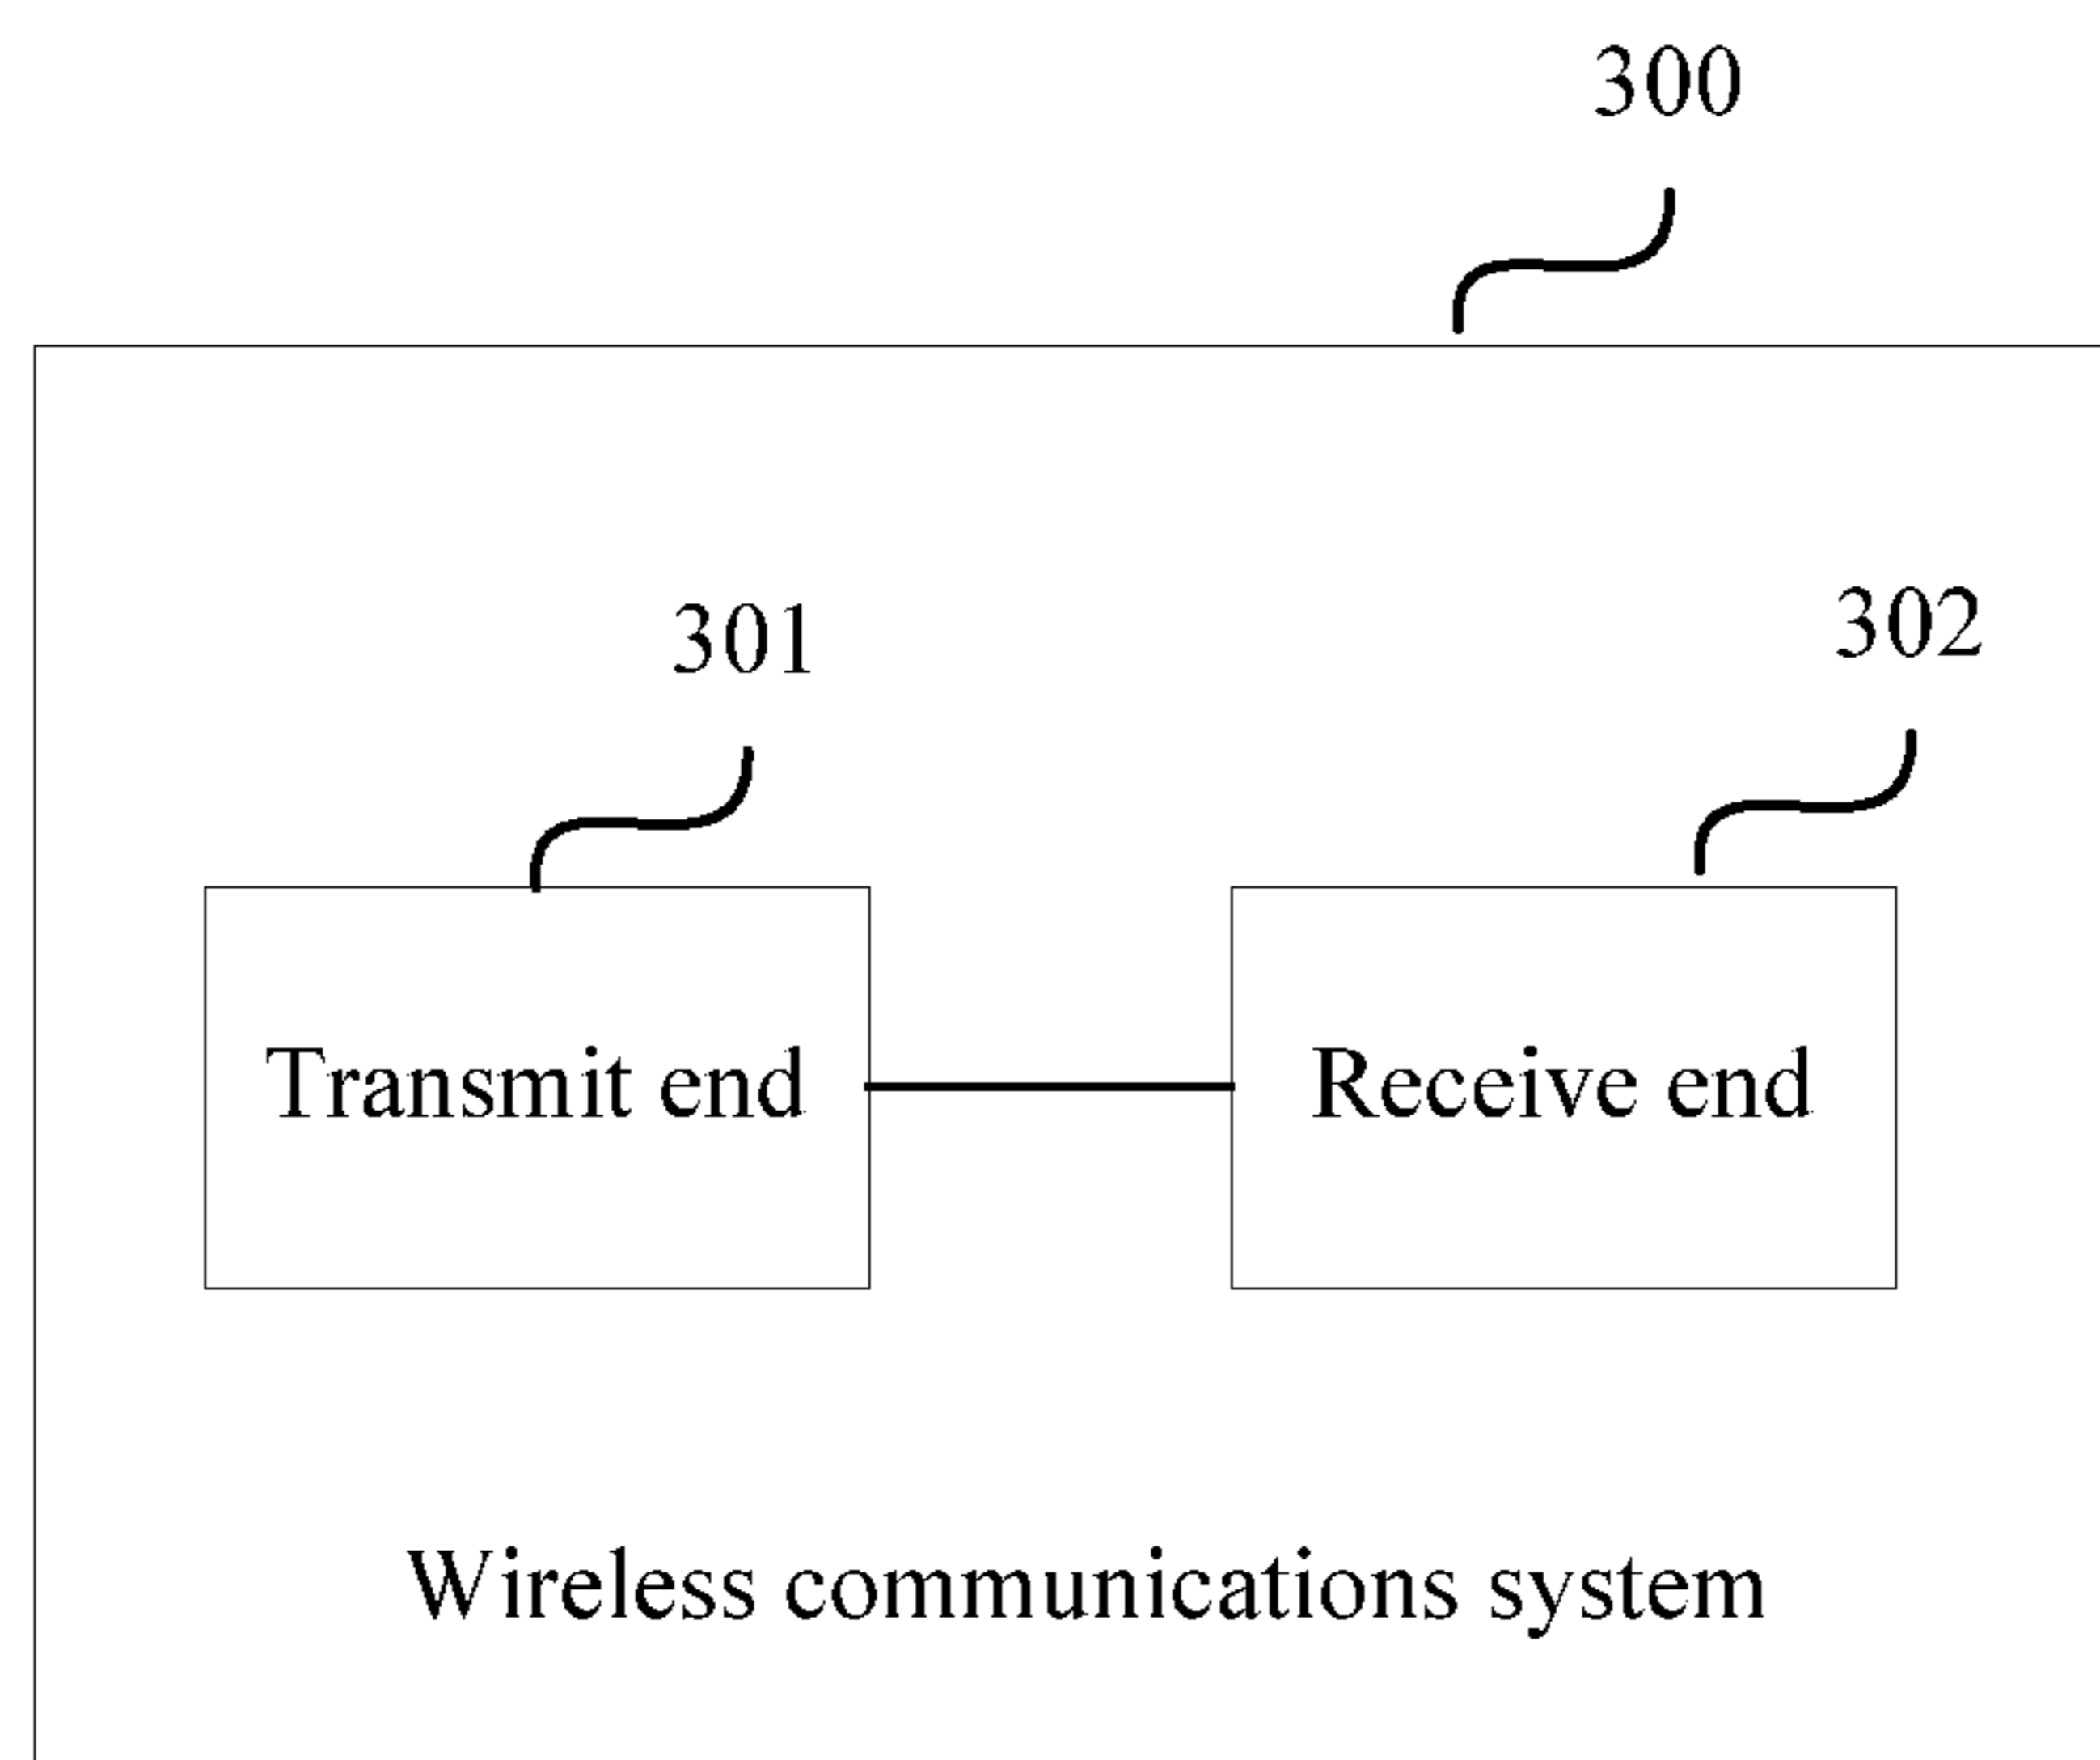 300
301
302
Transmit end
Receive end
Wireless communications system